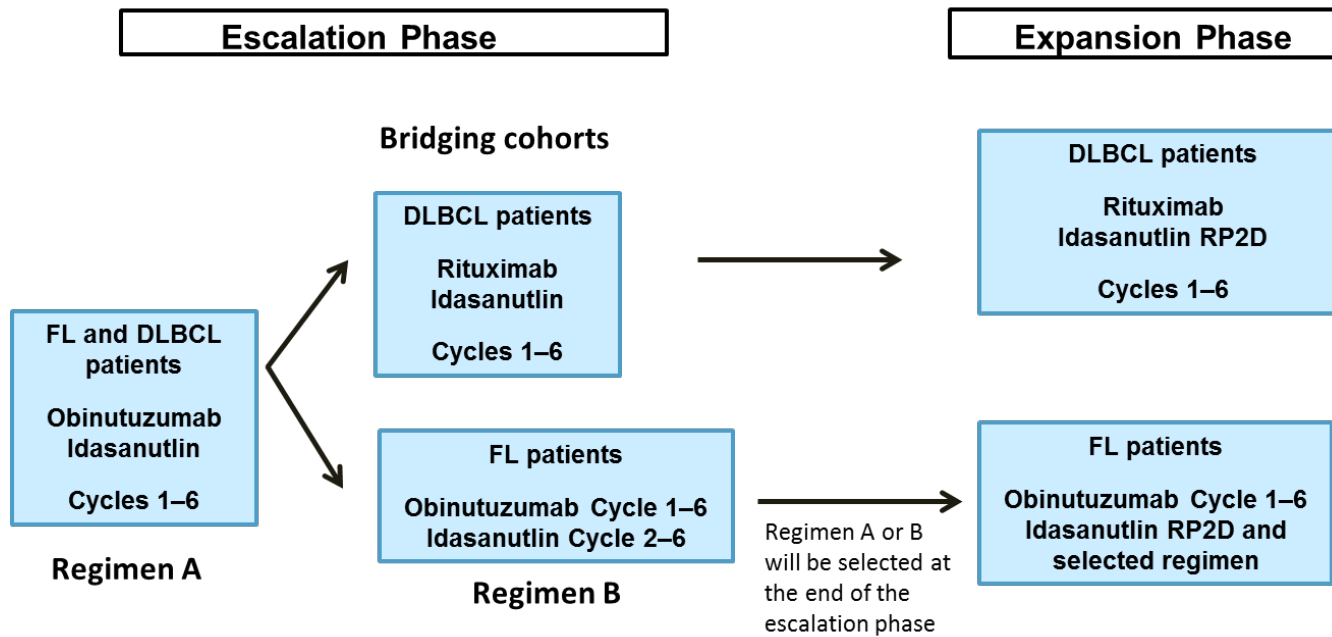 Escalation Phase
Expansion Phase
Bridging cohorts
FL and DLBCL
patients
Obinutuzumab
Idasanutlin
Cycles 1–6
Regimen A
DLBCL patients
Rituximab
Idasanutlin
Cycles 1–6
FL patients
Obinutuzumab Cycle 1–6
Idasanutlin Cycle 2–6
Regimen B
Regimen A or B
will be selected at
the end of the
escalation phase
DLBCL patients
Rituximab
Idasanutlin RP2D
Cycles 1–6
FL patients
Obinutuzumab Cycle 1–6
Idasanutlin RP2D and
selected regimen